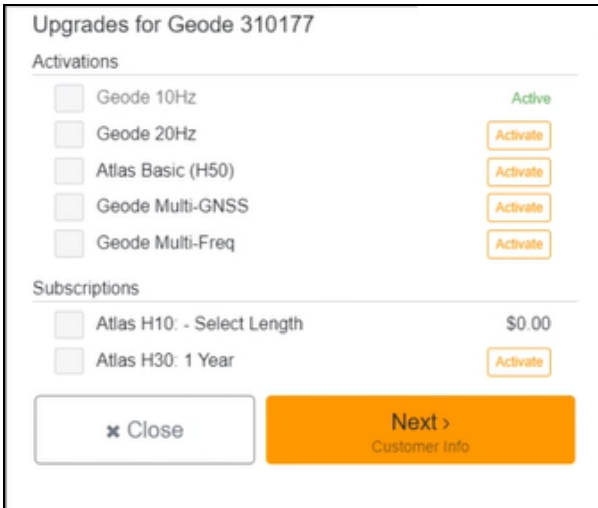 Upgrades for Geode 310177
Activations
Geode 10Hz Active
Geode 20Hz Activate
Atlas Basic (H50) Activate
Geode Multi-GNSS Activate
Geode Multi-Freq Activate
Subscriptions
Atlas H10: - Select Length $0.00
Atlas H30: 1 Year Activate
✖ Close
Next ›
Customer Info